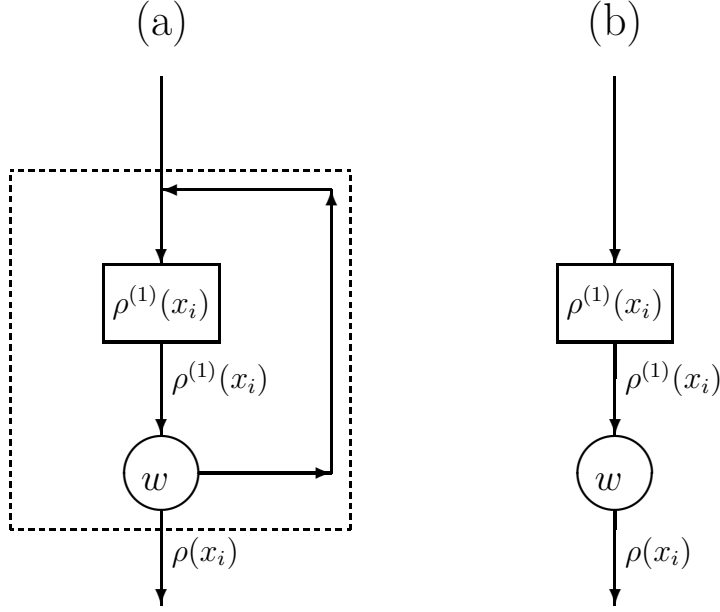 (a) (b)
ρ^{(1)}(x_i) ρ^{(1)}(x_i)
ρ^{(1)}(x_i) ρ^{(1)}(x_i)
w w
ρ(x_i) ρ(x_i)